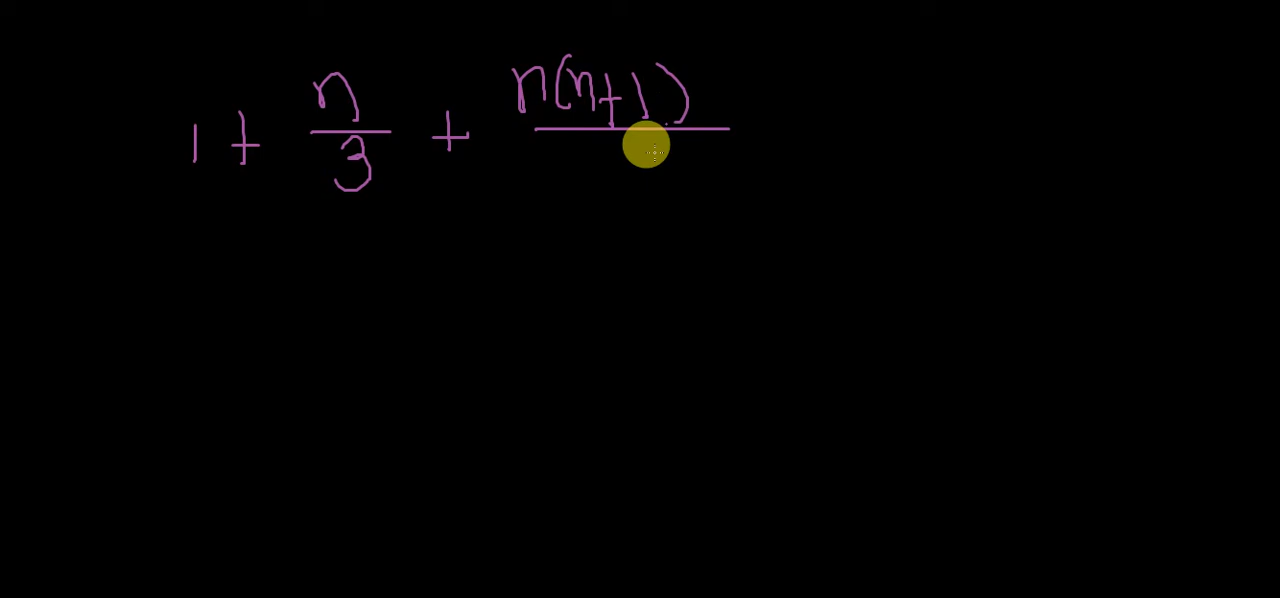 1 + n/3 + n(n+1)/